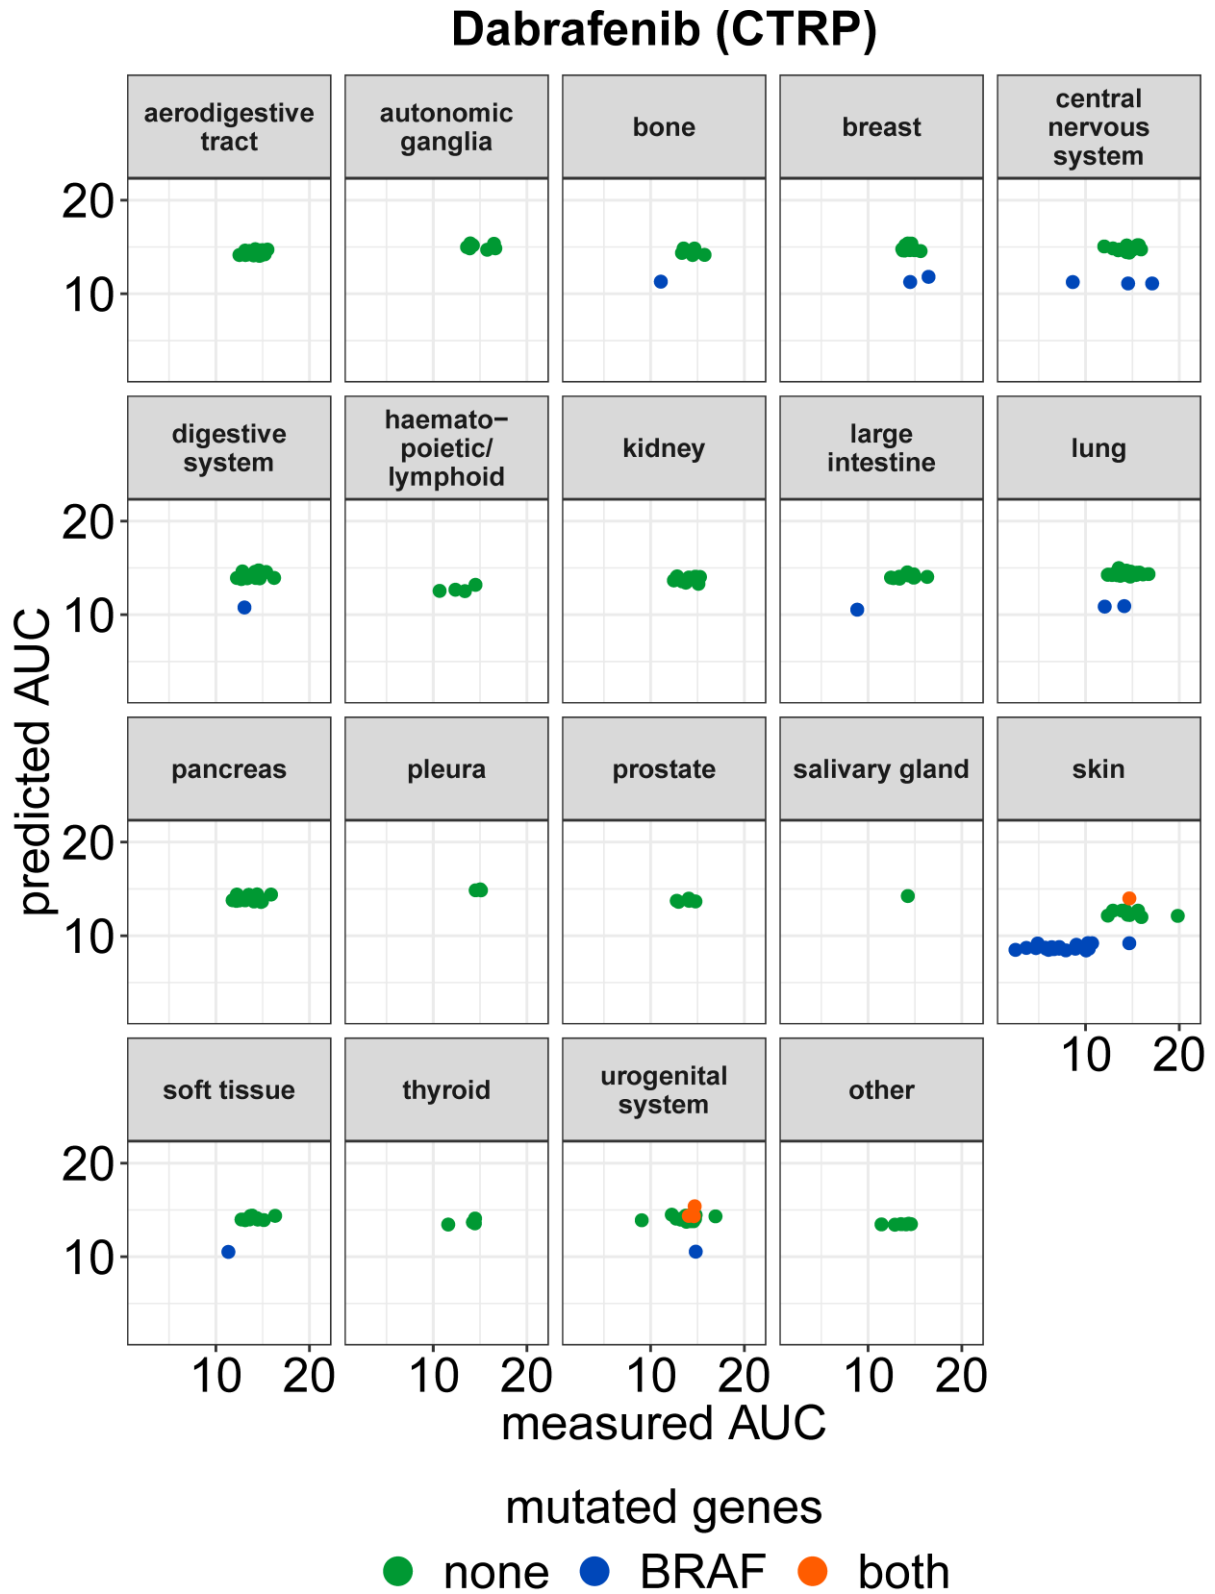 Dabrafenib (CTRP)
aerodigestive
tract
autonomic
ganglia
bone
breast
central
nervous
system
20
10
digestive
system
haemato−
poietic/
lymphoid
kidney
large
intestine
lung
20
10
predicted AUC
pancreas
pleura
prostate
salivary gland
skin
20
10
10 20
soft tissue
thyroid
urogenital
system
other
20
10
10 20 10 20 10 20 10 20
measured AUC
mutated genes
none BRAF both